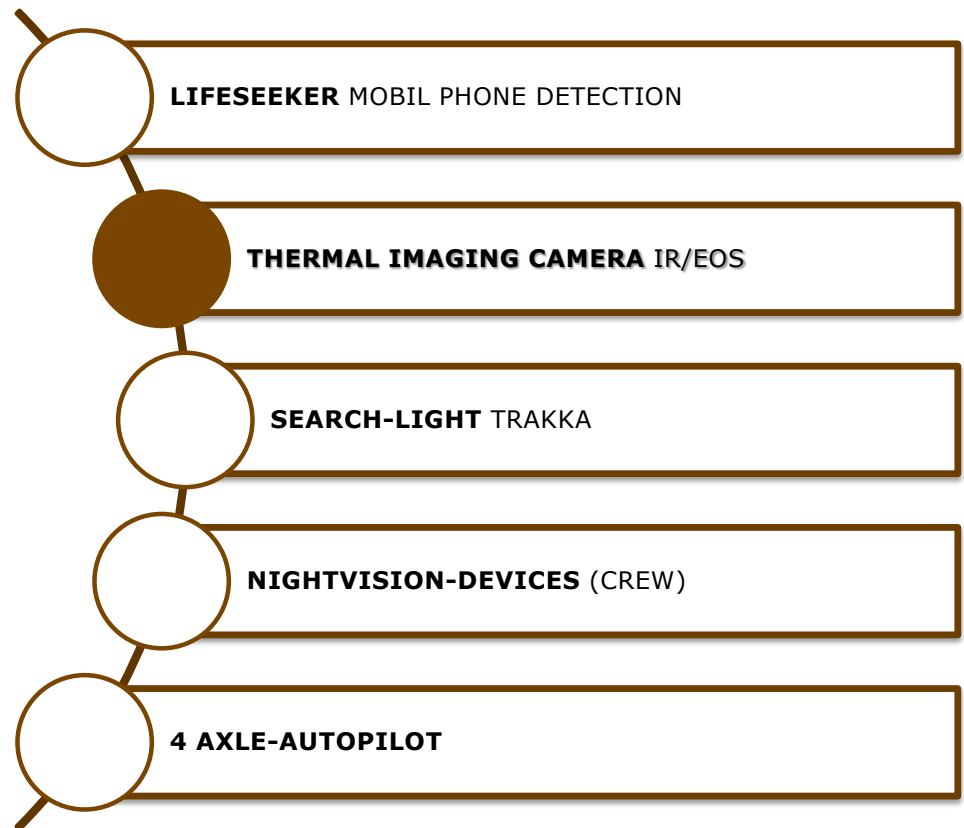 LIFESEEKER MOBIL PHONE DETECTION
THERMAL IMAGING CAMERA IR/EOS
SEARCH-LIGHT TRAKKA
NIGHTVISION-DEVICES (CREW)
4 AXLE-AUTOPILOT